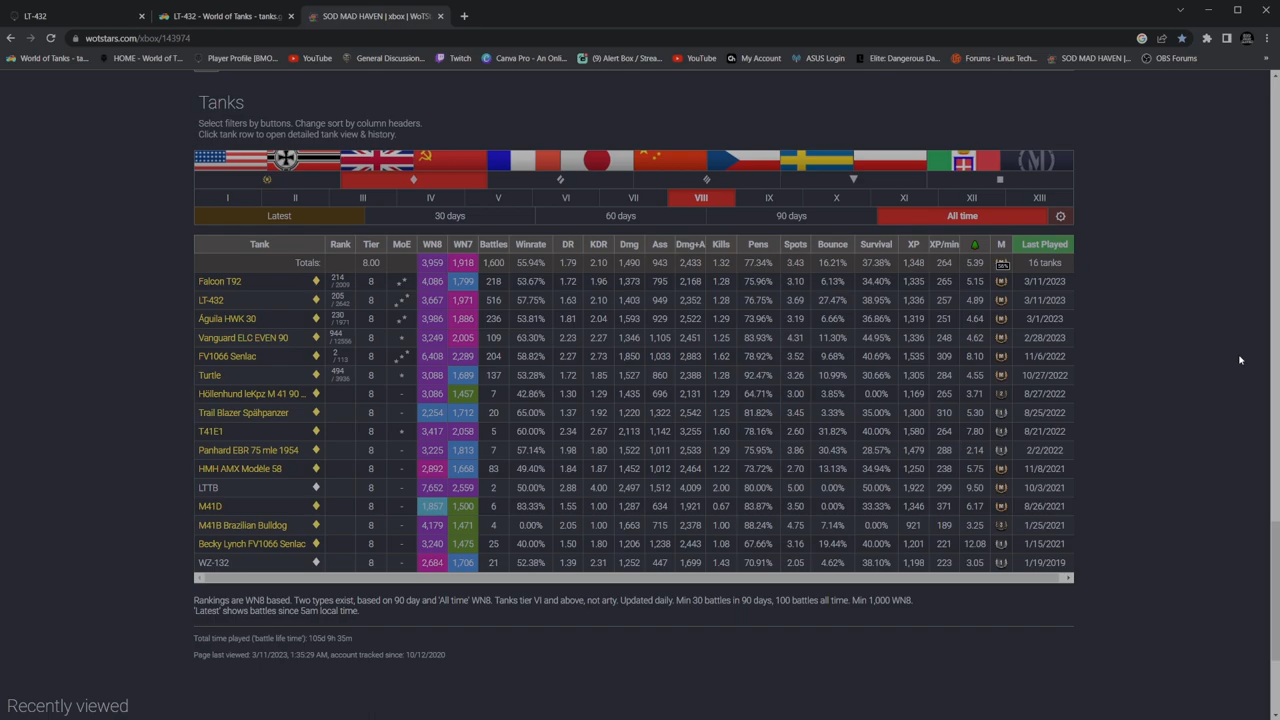 LT-432
LT-432 - World of Tanks - tanks.g
SOD MAD HAVEN | xbox | WoTSt
wotstars.com/xbox/143974
World of Tanks - ta...
HOME - World of T...
Player Profile [BMO...
YouTube
General Discussion...
Twitch
Canva Pro - An Onli...
(9) Alert Box / Strea...
YouTube
My Account
ASUS Login
Elite: Dangerous Da...
Forums - Linus Tech...
SOD MAD HAVEN |...
OBS Forums
Tanks
Select filters by buttons. Change sort by column headers.
Click tank row to open detailed tank view & history.
I II III IV V VI VII VIII IX X XI XII XIII
Latest 30 days 60 days 90 days All time
Tank Rank Tier MoE WN8 WN7 Battles Winrate DR KDR Dmg Ass Dmg+A Kills Pens Spots Bounce Survival XP XP/min M Last Played
Totals: 8.00 3,959 1,918 1,600 55.94% 1.79 2.10 1,490 943 2,433 1.32 77.34% 3.43 16.21% 37.38% 1,348 264 5.39 16 tanks
Falcon T92 214 / 2009 8 4,086 1,799 218 53.67% 1.72 1.96 1,373 795 2,168 1.28 75.96% 3.10 6.13% 34.40% 1,335 265 5.15 3/11/2023
LT-432 205 / 2642 8 3,667 1,971 516 57.75% 1.63 2.10 1,403 949 2,352 1.28 76.75% 3.69 27.47% 38.95% 1,336 257 4.89 3/11/2023
Águila HWK 30 230 / 1971 8 3,986 1,886 236 53.81% 1.81 2.04 1,593 929 2,522 1.29 73.96% 3.19 6.66% 36.86% 1,319 251 4.64 3/1/2023
Vanguard ELC EVEN 90 944 / 12556 8 3,249 2,005 109 63.30% 2.23 2.27 1,346 1,105 2,451 1.25 83.93% 4.31 11.30% 44.95% 1,336 248 4.62 2/28/2023
FV1066 Senlac 2 / 113 8 6,408 2,289 204 58.82% 2.27 2.73 1,850 1,033 2,883 1.62 78.92% 3.52 9.68% 40.69% 1,535 309 8.10 11/6/2022
Turtle 494 / 3936 8 3,088 1,689 137 53.28% 1.72 1.85 1,527 860 2,388 1.28 92.47% 3.26 10.99% 30.66% 1,305 284 4.55 10/27/2022
Höllenhund leKpz M 41 90 ... 8 - 3,086 1,457 7 42.86% 1.30 1.29 1,435 696 2,131 1.29 64.71% 3.00 3.85% 0.00% 1,169 265 3.71 8/27/2022
Trail Blazer Spähpanzer 8 - 2,254 1,712 20 65.00% 1.37 1.92 1,220 1,322 2,542 1.25 81.82% 3.45 3.33% 35.00% 1,300 310 5.30 8/25/2022
T41E1 8 3,417 2,058 5 60.00% 2.34 2.67 2,113 1,142 3,255 1.60 78.16% 2.60 31.82% 40.00% 1,580 264 7.80 8/21/2022
Panhard EBR 75 mle 1954 8 - 3,225 1,813 7 57.14% 1.98 1.80 1,522 1,011 2,533 1.29 75.95% 3.86 30.43% 28.57% 1,479 288 2.14 2/2/2022
HMH AMX Modèle 58 8 - 2,892 1,668 83 49.40% 1.84 1.87 1,452 1,012 2,464 1.22 73.72% 2.70 13.13% 34.94% 1,250 238 5.75 11/8/2021
LTTB 8 - 7,652 2,559 2 50.00% 2.88 4.00 2,497 1,512 4,009 2.00 80.00% 5.00 0.00% 50.00% 1,922 299 9.50 10/3/2021
M41D 8 - 1,857 1,500 6 83.33% 1.55 1.00 1,287 634 1,921 0.67 83.87% 3.50 0.00% 33.33% 1,346 371 6.17 8/26/2021
M41B Brazilian Bulldog 8 - 4,179 1,471 4 0.00% 2.05 1.00 1,663 715 2,378 1.00 88.24% 4.75 7.14% 0.00% 921 189 3.25 1/25/2021
Becky Lynch FV1066 Senlac 8 - 3,240 1,475 25 40.00% 1.50 1.80 1,206 1,238 2,443 1.08 67.66% 3.16 19.44% 40.00% 1,201 221 12.08 1/15/2021
WZ-132 8 - 2,684 1,706 21 52.38% 1.39 2.31 1,252 447 1,699 1.43 70.91% 2.05 4.62% 38.10% 1,198 223 3.05 1/19/2019
Rankings are WN8 based. Two types exist, based on 90 day and 'All time' WN8. Tanks tier VI and above, not arty. Updated daily. Min 30 battles in 90 days, 100 battles all time. Min 1,000 WN8.
'Latest' shows battles since 5am local time.
Total time played ('battle life time'): 105d 9h 35m
Page last viewed: 3/11/2023, 1:35:29 AM, account tracked since: 10/12/2020
Recently viewed